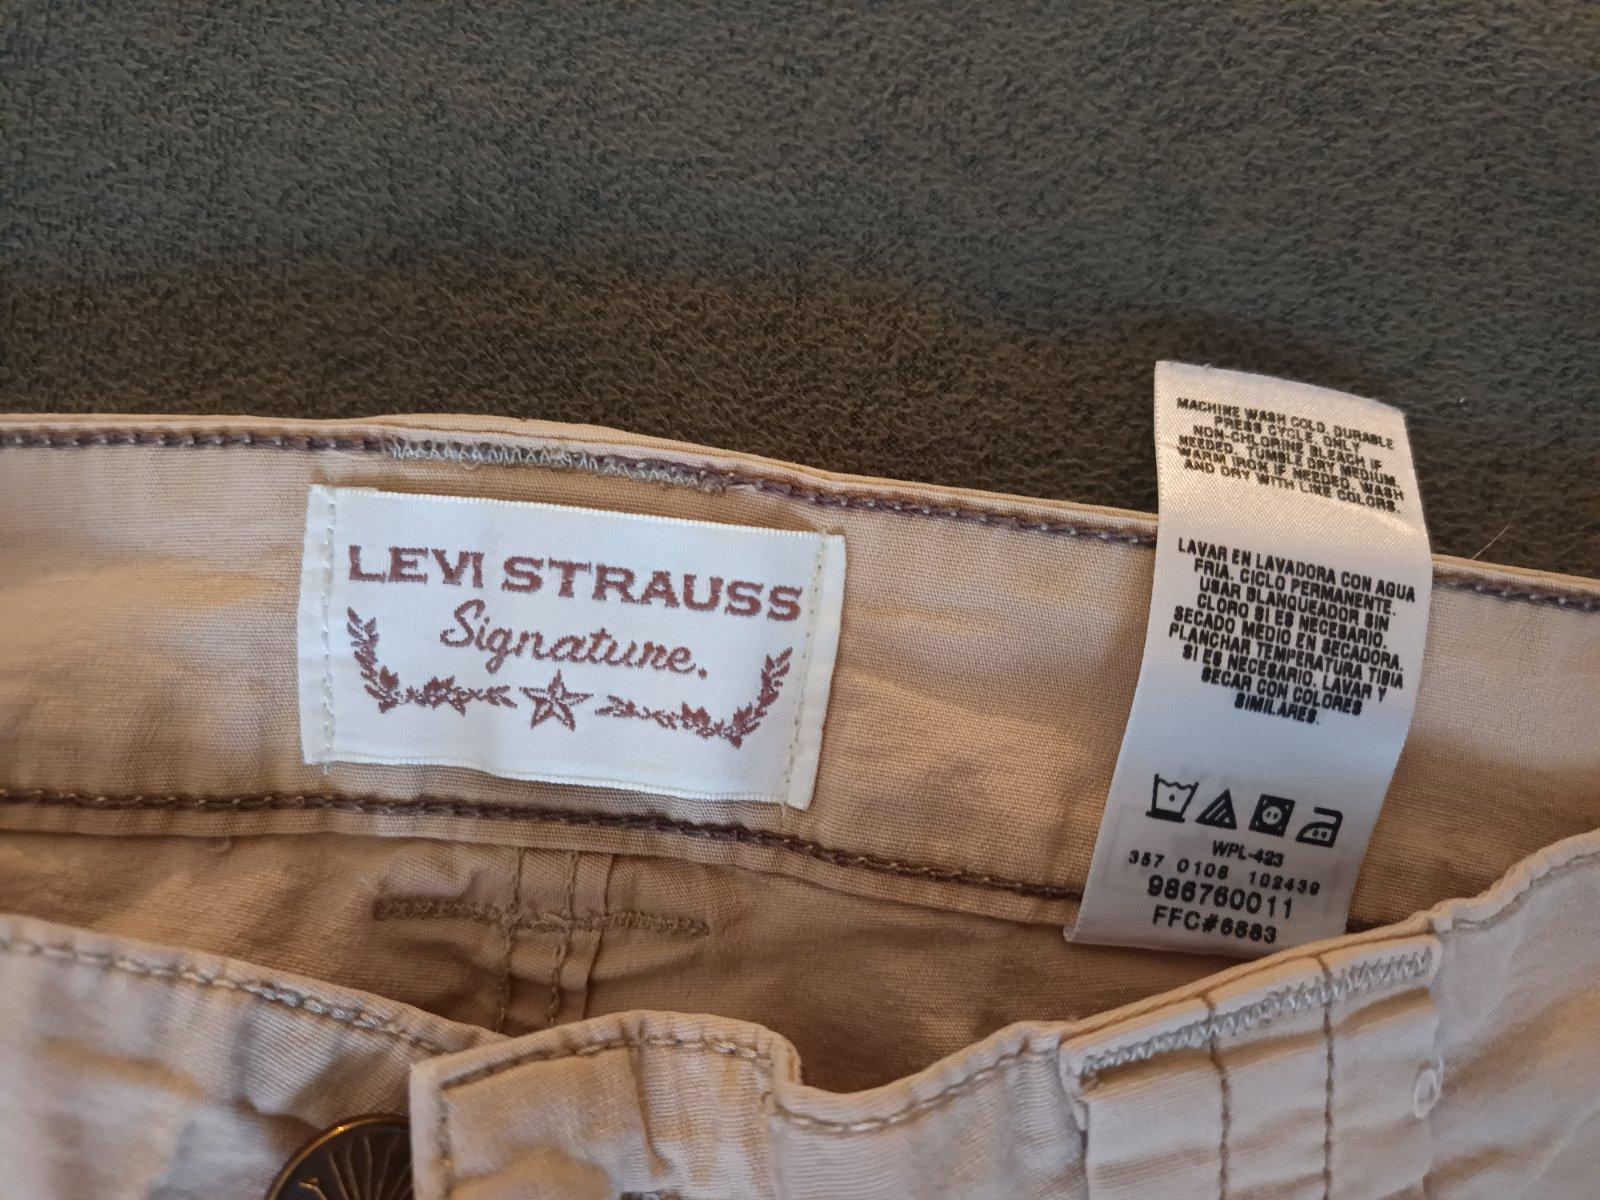 LEVI STRAUSS
Signature.
MACHINE WASH COLD, DURABLE
PRESS CYCLE, ONLY
NON-CHLORINE BLEACH IF
NEEDED, TUMBLE DRY MEDIUM.
WARM IRON IF NEEDED, WASH
AND DRY WITH LIKE COLORS.
LAVAR EN LAVADORA CON AGUA
FRIA. CICLO PERMANENTE.
USAR BLANQUEADOR SIN
CLORO SI ES NECESARIO.
SECADO MEDIO EN SECADORA.
PLANCHAR TEMPERATURA TIBIA
SI ES NECESARIO. LAVAR Y
SECAR CON COLORES
SIMILARES.
WPL-423
357 0108 102439
986760011
FFC#6883